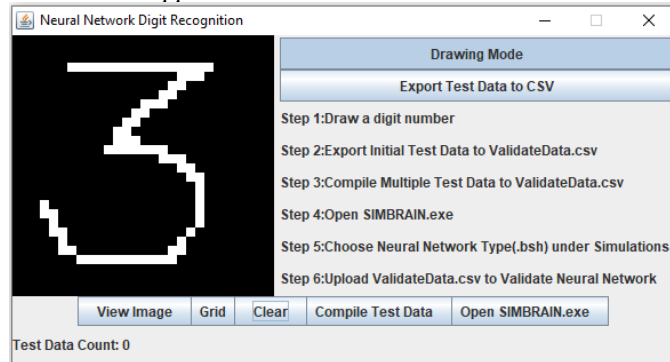 Neural Network Digit Recognition
3
Drawing Mode
Export Test Data to CSV
Step 1:Draw a digit number
Step 2:Export Initial Test Data to ValidateData.csv
Step 3:Compile Multiple Test Data to ValidateData.csv
Step 4:Open SIMBRAIN.exe
Step 5:Choose Neural Network Type(.bsh) under Simulations
Step 6:Upload ValidateData.csv to Validate Neural Network
View Image Grid Clear Compile Test Data Open SIMBRAIN.exe
Test Data Count: 0